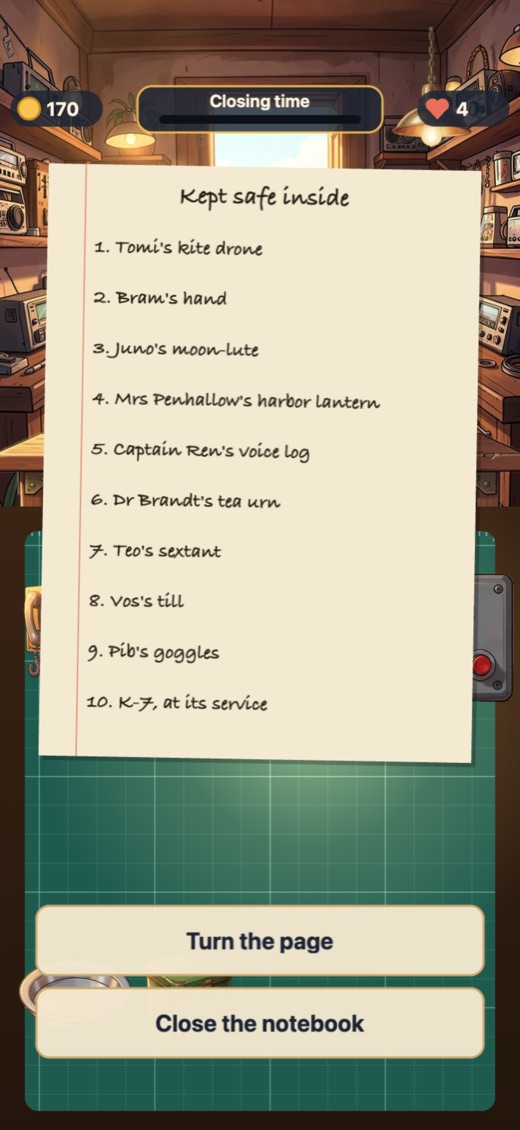 170
Closing time
4
Kept safe inside
1. Tomi's kite drone
2. Bram's hand
3. Juno's moon-lute
4. Mrs Penhallow's harbor lantern
5. Captain Ren's voice log
6. Dr Brandt's tea urn
7. Teo's sextant
8. Vos's till
9. Pib's goggles
10. K-7, at its service
Turn the page
Close the notebook